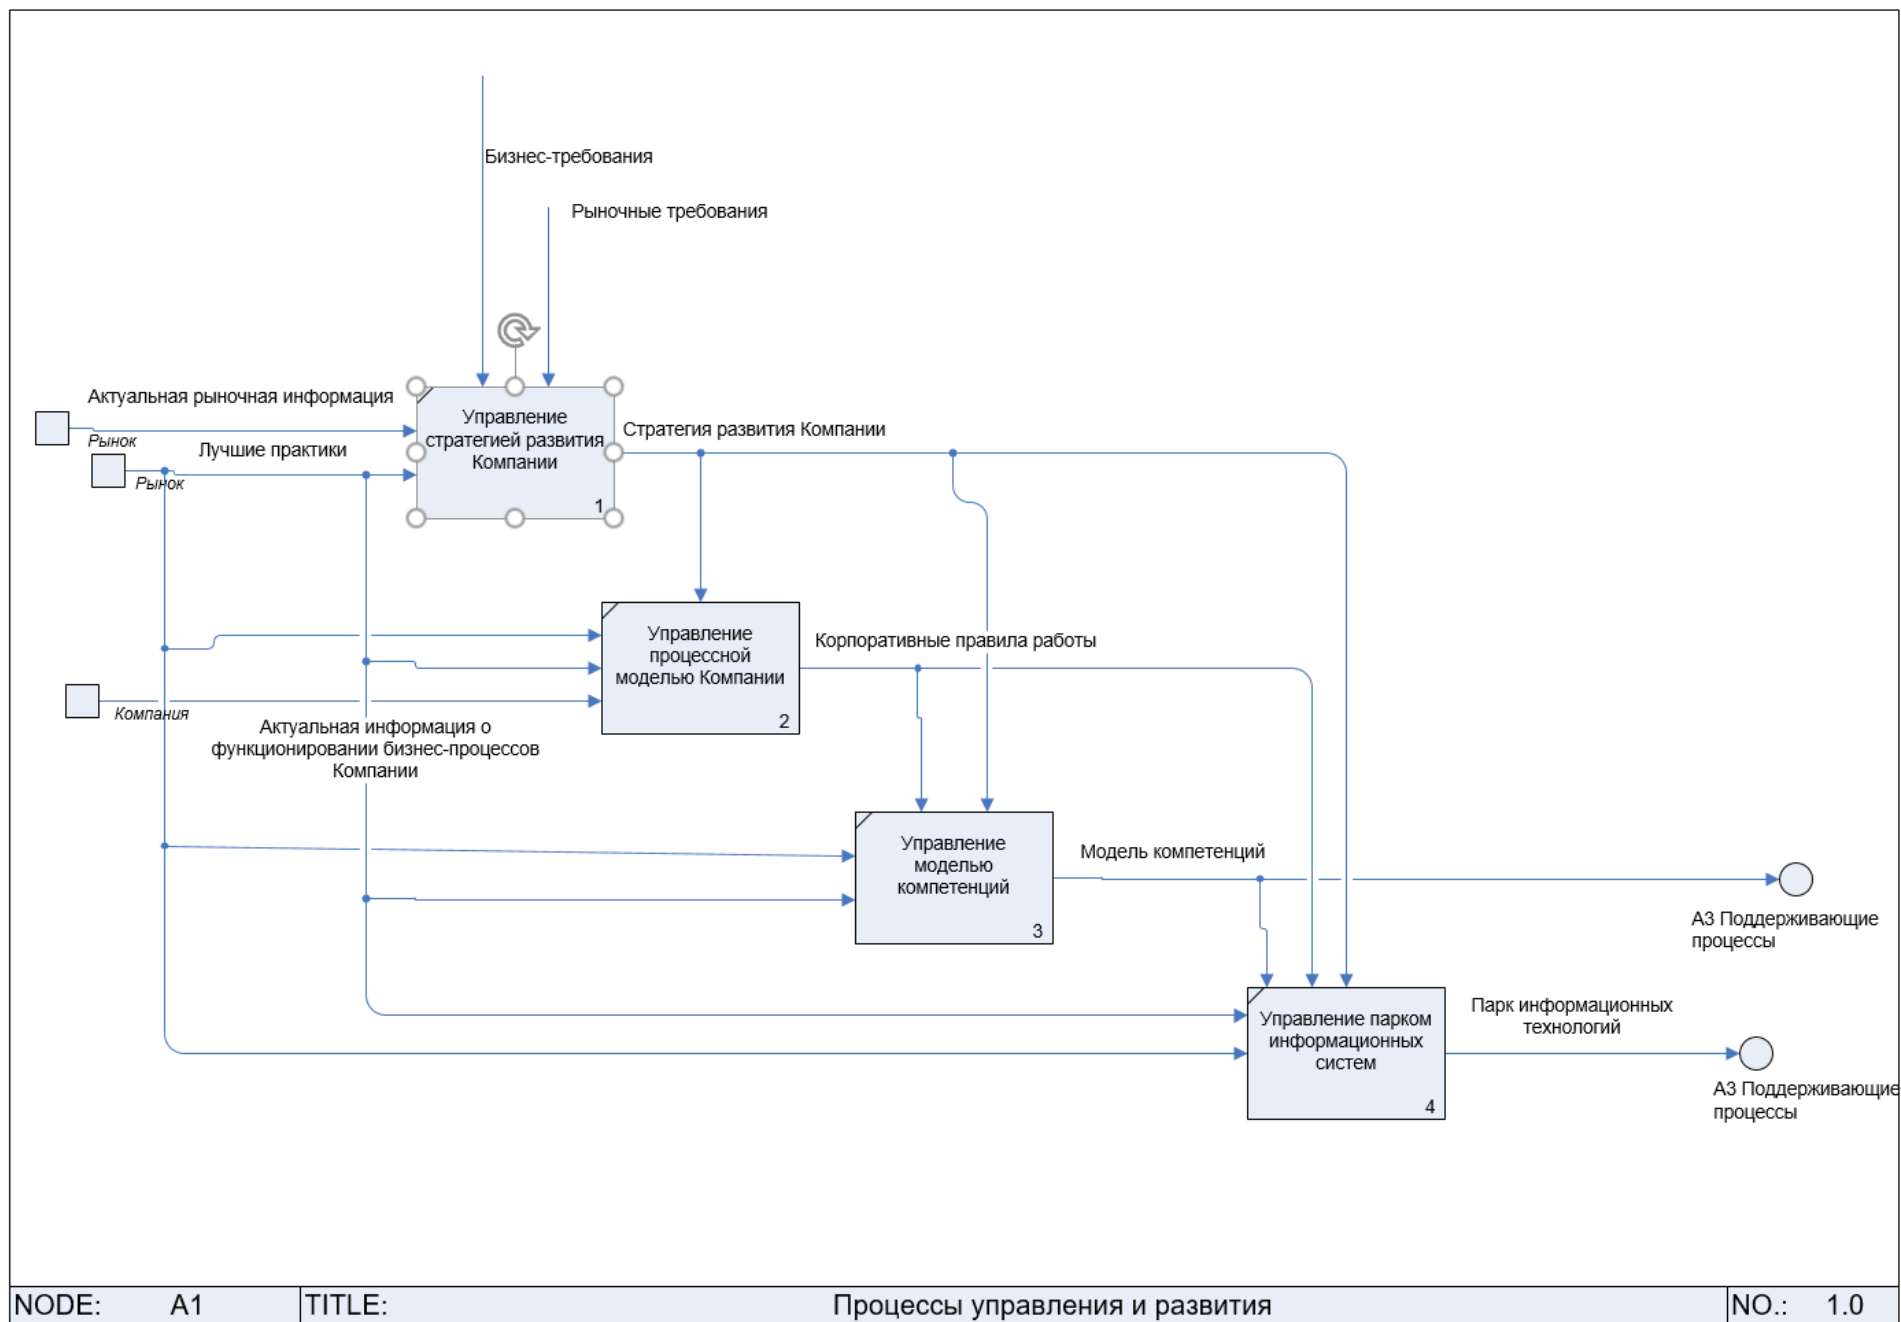 Бизнес-требования
Рыночные требования
Актуальная рыночная информация
Рынок
Лучшие практики
Рынок
Управление
стратегией развития
Компании
1
Стратегия развития Компании
Управление
процессной
моделью Компании
2
Корпоративные правила работы
Компания
Актуальная информация о
функционировании бизнес-процессов
Компании
Управление
моделью
компетенций
3
Модель компетенций
А3 Поддерживающие
процессы
Управление парком
информационных
систем
4
Парк информационных
технологий
А3 Поддерживающие
процессы
NODE: A1 TITLE: Процессы управления и развития NO.: 1.0